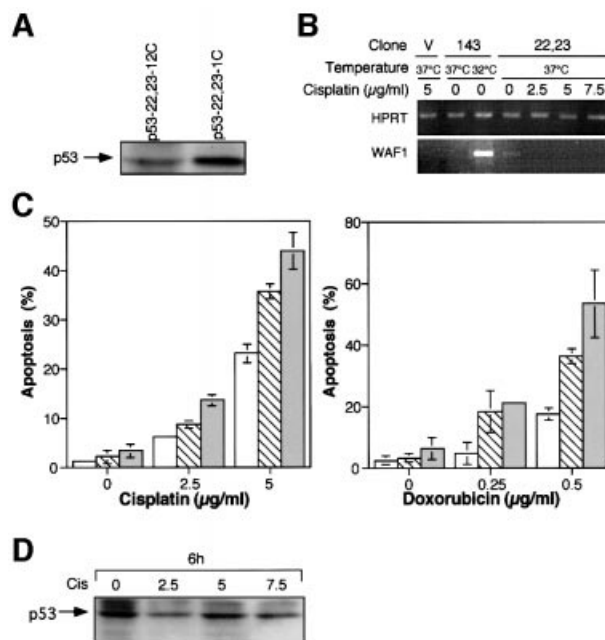 A
p53-22,23-12C
p53-22,23-1C
p53
B
Clone V 143 22,23
Temperature 37°C 37°C 32°C 37°C
Cisplatin (µg/ml) 5 0 0 0 2.5 5 7.5
HPRT
WAF1
C
50
40
30
20
10
0
Apoptosis (%)
0 2.5 5
Cisplatin (µg/ml)
80
60
40
20
0
Apoptosis (%)
0 0.25 0.5
Doxorubicin (µg/ml)
D
6h
Cis 0 2.5 5 7.5
p53